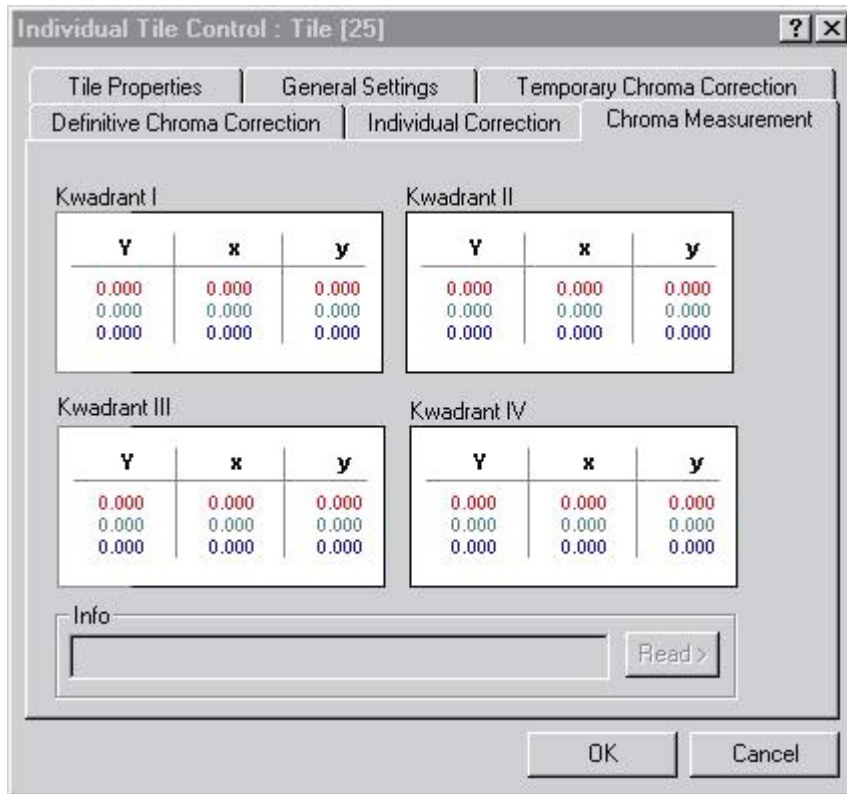 Individual Tile Control : Tile [25]
? X
Tile Properties General Settings Temporary Chroma Correction
Definitive Chroma Correction Individual Correction Chroma Measurement
Kwadrant I Kwadrant II
Y x y Y x y
0.000 0.000 0.000 0.000 0.000 0.000
0.000 0.000 0.000 0.000 0.000 0.000
0.000 0.000 0.000 0.000 0.000 0.000
Kwadrant III Kwadrant IV
Y x y Y x y
0.000 0.000 0.000 0.000 0.000 0.000
0.000 0.000 0.000 0.000 0.000 0.000
0.000 0.000 0.000 0.000 0.000 0.000
Info
Read >
OK Cancel